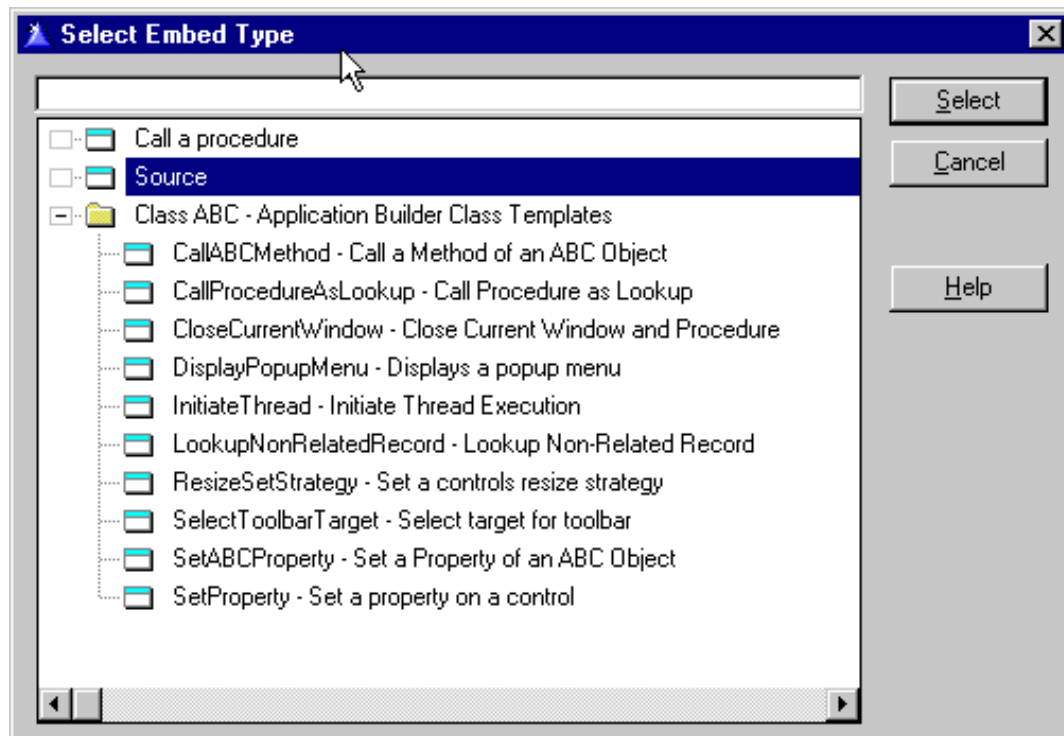 Select Embed Type
Select
Call a procedure
Cancel
Source
Class ABC - Application Builder Class Templates
CallABCMethod - Call a Method of an ABC Object
CallProcedureAsLookup - Call Procedure as Lookup
Help
CloseCurrentWindow - Close Current Window and Procedure
DisplayPopupMenu - Displays a popup menu
InitiateThread - Initiate Thread Execution
LookupNonRelatedRecord - Lookup Non-Related Record
ResizeSetStrategy - Set a controls resize strategy
SelectToolbarTarget - Select target for toolbar
SetABCProperty - Set a Property of an ABC Object
SetProperty - Set a property on a control